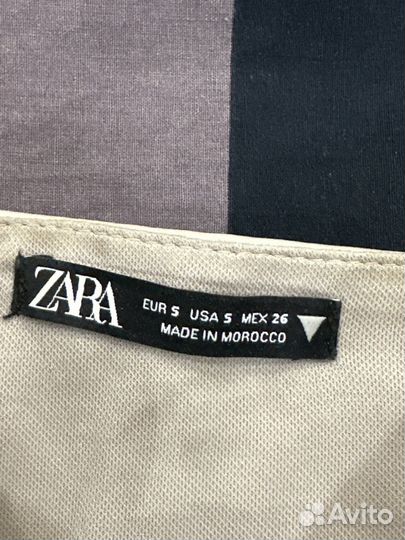 ZARA
EUR S USA S MEX 26
MADE IN MOROCCO
Avito